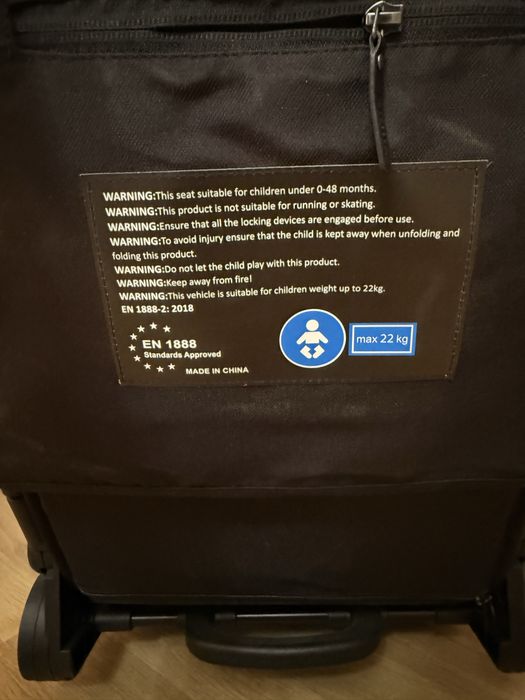 WARNING:This seat suitable for children under 0-48 months.
WARNING:This product is not suitable for running or skating.
WARNING:Ensure that all the locking devices are engaged before use.
WARNING:To avoid injury ensure that the child is kept away when unfolding and
folding this product.
WARNING:Do not let the child play with this product.
WARNING:Keep away from fire!
WARNING:This vehicle is suitable for children weight up to 22kg.
EN 1888-2: 2018
EN 1888
Standards Approved
MADE IN CHINA
max 22 kg